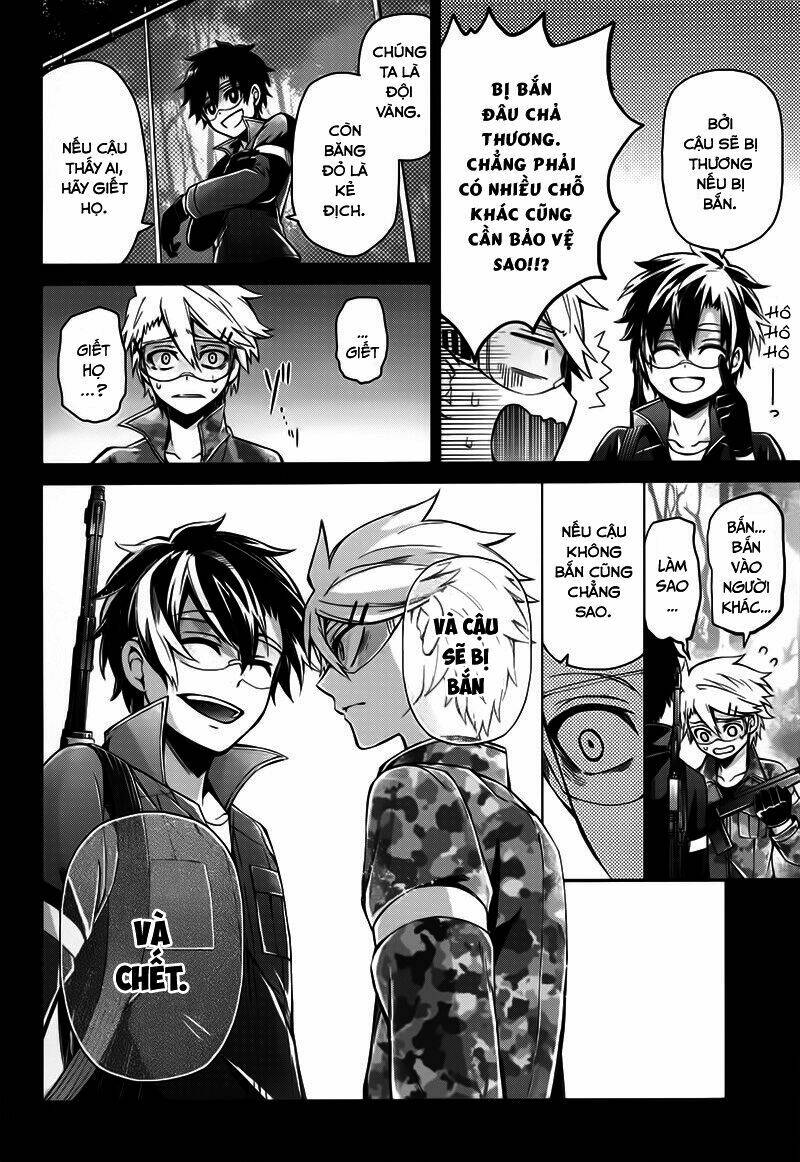 BỞI
CẬU SẼ BỊ
THƯƠNG
NẾU BỊ
BẮN.
BỊ BẮN
ĐÂU CHẢ
THƯƠNG.
CHẲNG PHẢI
CÓ NHIỀU CHỖ
KHÁC CŨNG
CẦN BẢO VỆ
SAO!!?
HÔ
HÔ
HÔ
CHÚNG
TA LÀ
ĐỘI
VÀNG.
CÒN
BĂNG
ĐỎ LÀ
KẺ
ĐỊCH.
NẾU CẬU
THẤY AI,
HÃY GIẾT
HỌ.
...
GIẾT
GIẾT
HỌ
...?
BẮN...
BẮN
VÀO
NGƯỜI
KHÁC...
LÀM
SAO
...
NẾU CẬU
KHÔNG
BẮN CŨNG
CHẲNG
SAO.
VÀ CẬU
SẼ BỊ
BẮN
VÀ
CHẾT.